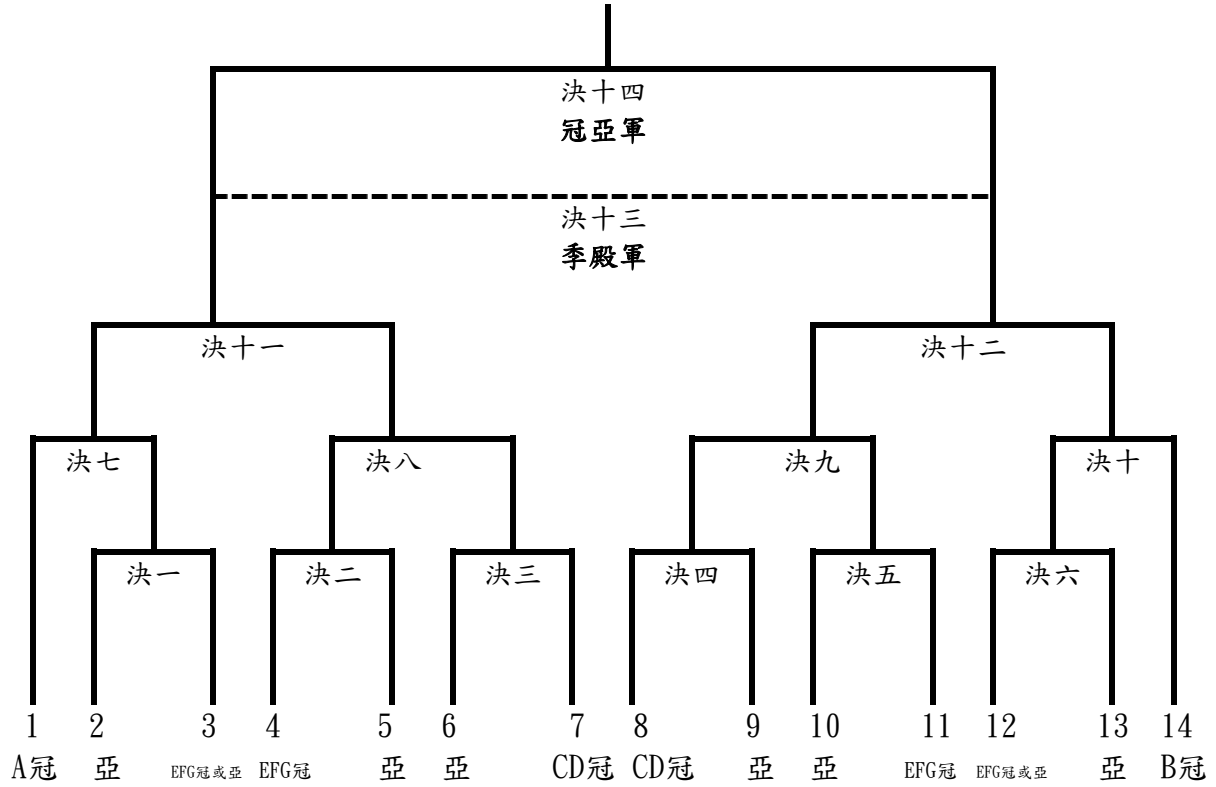 決十四
冠亞軍
決十三
季殿軍
決十一 決十二
決七 決八 決九 決十
決一 決二 決三 決四 決五 決六
1 2 3 4 5 6 7 8 9 10 11 12 13 14
A冠 亞 EFG冠或亞 EFG冠 亞 亞 CD冠 CD冠 亞 亞 EFG冠 EFG冠或亞 亞 B冠